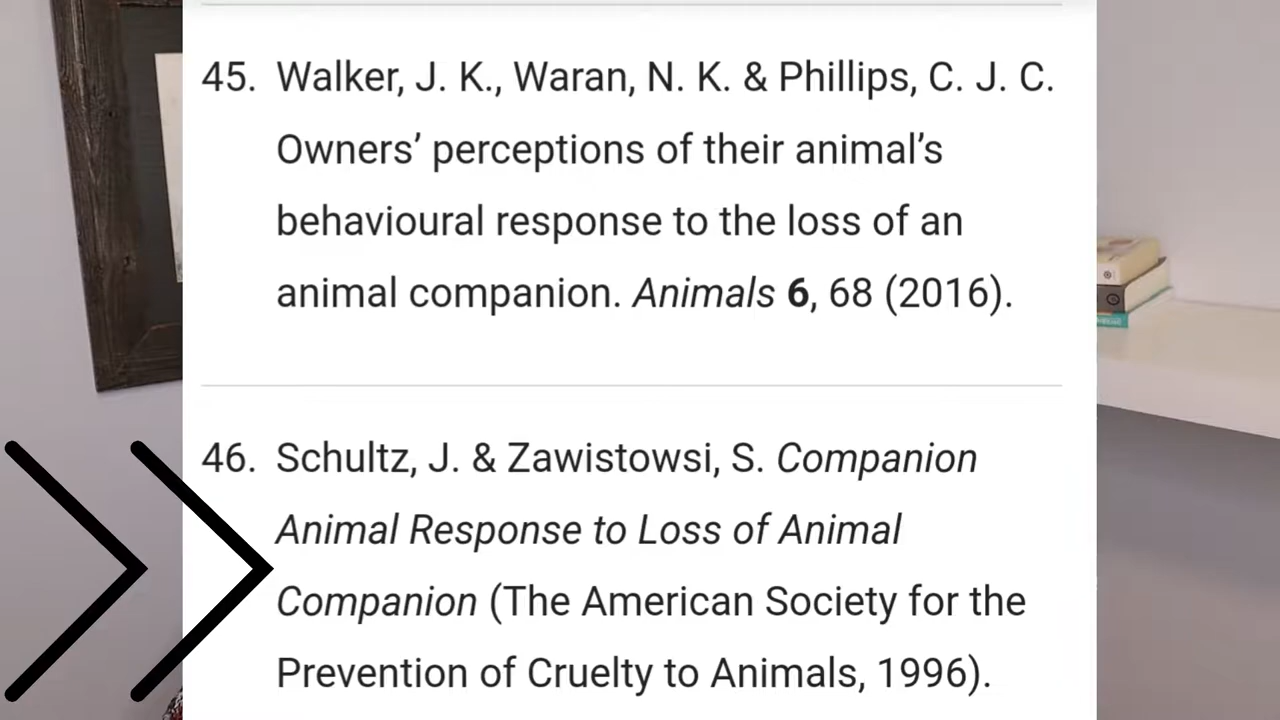 45. Walker, J. K., Waran, N. K. & Phillips, C. J. C.
Owners’ perceptions of their animal’s
behavioural response to the loss of an
animal companion. Animals 6, 68 (2016).
46. Schultz, J. & Zawistowsi, S. Companion
Animal Response to Loss of Animal
Companion (The American Society for the
Prevention of Cruelty to Animals, 1996).